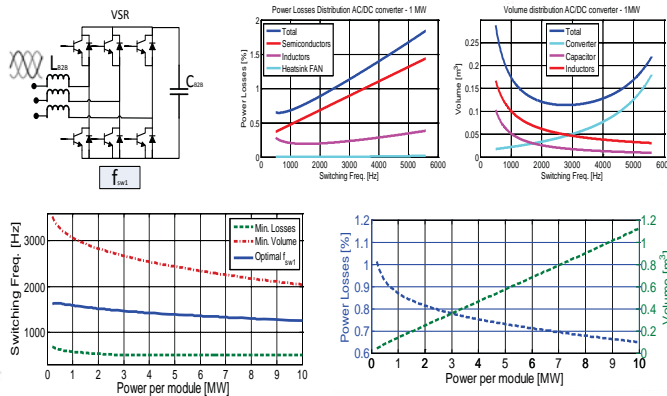 VSR
L B2B
C B2B
f sw1
Power Losses Distribution AC/DC converter - 1 MW
Power Losses [%]
2
1.5
1
0.5
0
Total
Semiconductors
Inductors
Heatsink FAN
0 1000 2000 3000 4000 5000 6000
Switching Freq. [Hz]
Volume distribution AC/DC converter - 1MW
Volume [m³]
0.25
0.2
0.15
0.1
0.05
0
Total
Converter
Capacitor
Inductors
0 1000 2000 3000 4000 5000 6000
Switching Freq. [Hz]
Switching Freq. [Hz]
3000
2000
1000
Min. Losses
Min. Volume
Optimal f sw1
0 1 2 3 4 5 6 7 8 9 10
Power per module [MW]
Power Losses [%]
1.2
1.1
1
0.9
0.8
0.7
0.6
1.2
1
0.8
0.6
0.4
0.2
0
Volume [m³]
0 1 2 3 4 5 6 7 8 9 10
Power per module [MW]